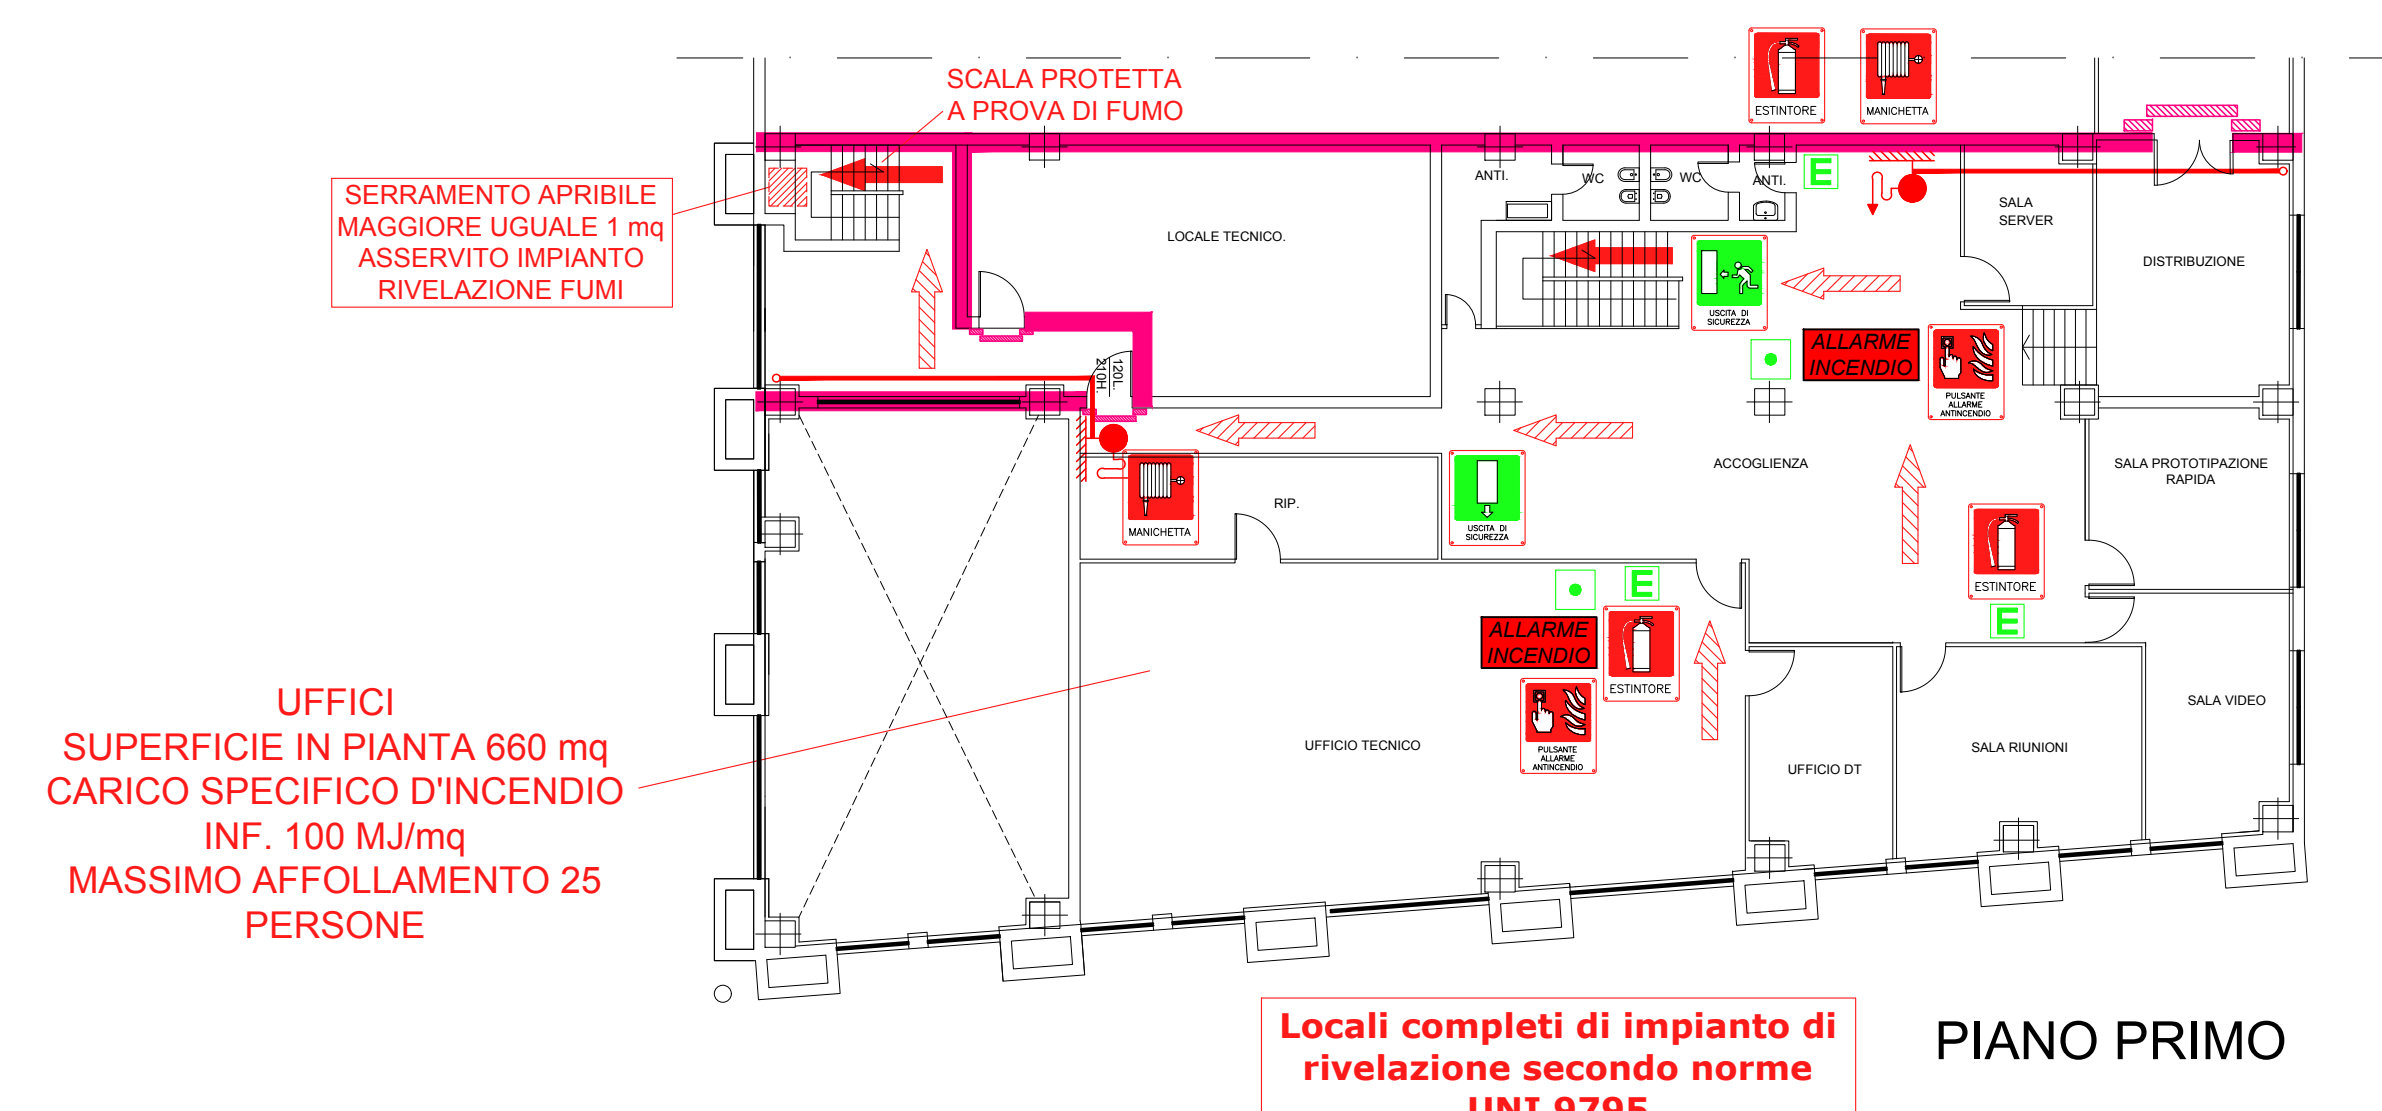 ESTINTORE
MANICHETTA
SCALA PROTETTA
A PROVA DI FUMO
SERRAMENTO APRIBILE
MAGGIORE UGUALE 1 mq
ASSERVITO IMPIANTO
RIVELAZIONE FUMI
LOCALE TECNICO.
ANTI.
WC
WC
ANTI.
E
SALA
SERVER
DISTRIBUZIONE
USCITA DI
SICUREZZA
ALLARME
INCENDIO
PULSANTE
ALLARME
ANTINCENDIO
120L.
210H.
MANICHETTA
RIP.
USCITA DI
SICUREZZA
ACCOGLIENZA
SALA PROTOTIPAZIONE
RAPIDA
ESTINTORE
E
E
ALLARME
INCENDIO
ESTINTORE
PULSANTE
ALLARME
ANTINCENDIO
UFFICIO TECNICO
UFFICIO DT
SALA RIUNIONI
SALA VIDEO
UFFICI
SUPERFICIE IN PIANTA 660 mq
CARICO SPECIFICO D'INCENDIO
INF. 100 MJ/mq
MASSIMO AFFOLLAMENTO 25
PERSONE
Locali completi di impianto di
rivelazione secondo norme
UNI 9795
PIANO PRIMO